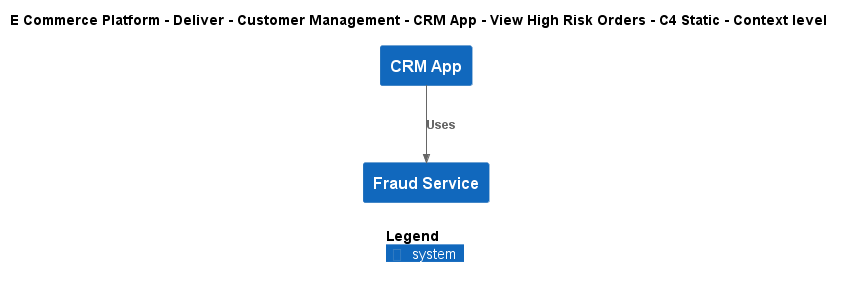 E Commerce Platform - Deliver - Customer Management - CRM App - View High Risk Orders - C4 Static - Context level
CRM App
Uses
Fraud Service
Legend
system